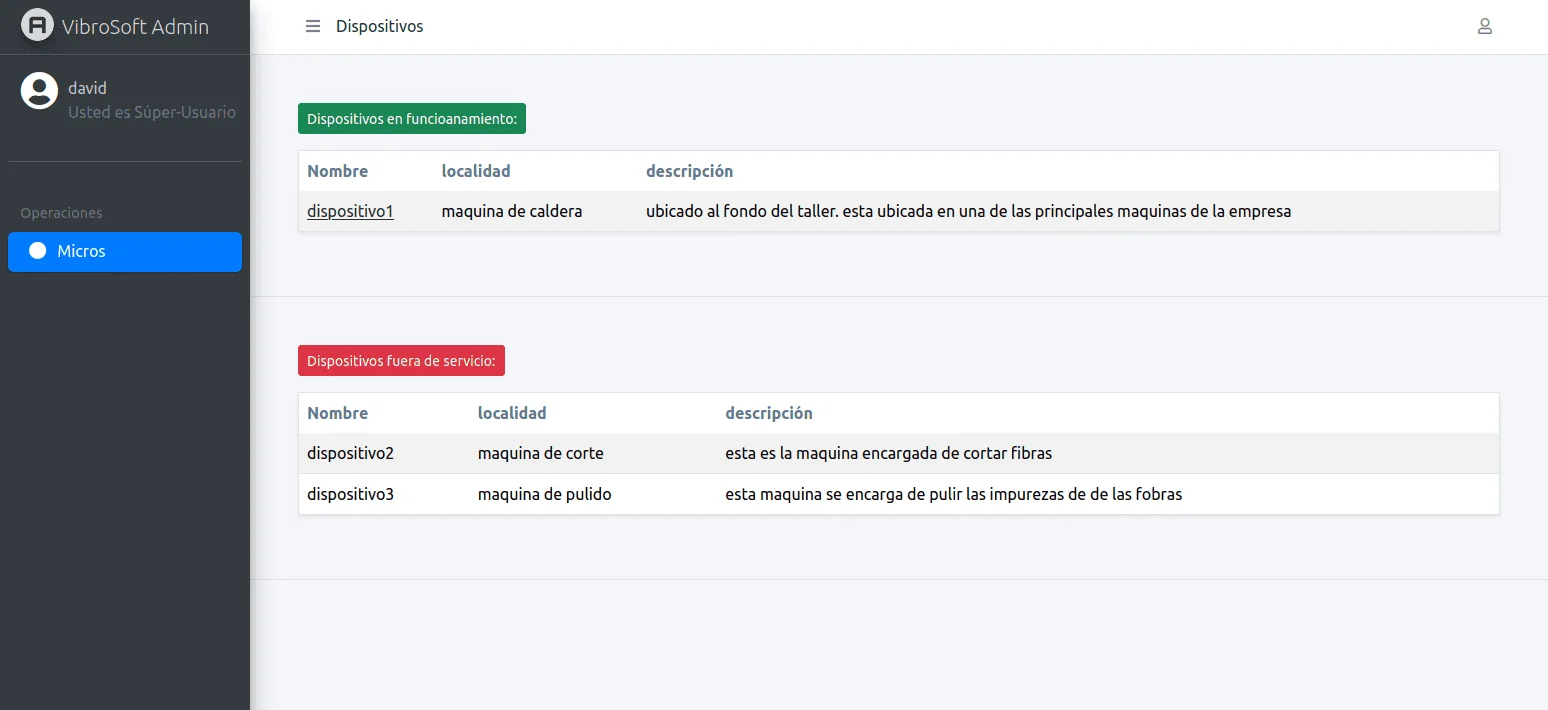 VibroSoft Admin
Dispositivos
david
Usted es Súper-Usuario
Operaciones
Micros
Dispositivos en funcioanamiento:
Nombre localidad descripción
dispositivo1 maquina de caldera ubicado al fondo del taller. esta ubicada en una de las principales maquinas de la empresa
Dispositivos fuera de servicio:
Nombre localidad descripción
dispositivo2 maquina de corte esta es la maquina encargada de cortar fibras
dispositivo3 maquina de pulido esta maquina se encarga de pulir las impurezas de de las fobras